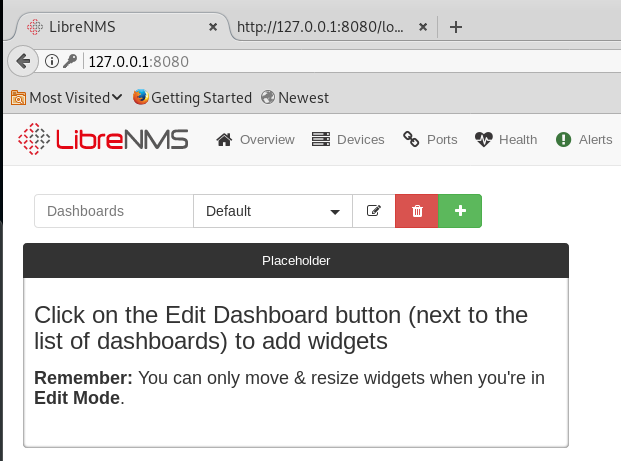 LibreNMS
http://127.0.0.1:8080/lo...
127.0.0.1:8080
Most Visited Getting Started Newest
LibreNMS Overview Devices Ports Health Alerts
Dashboards Default
Placeholder
Click on the Edit Dashboard button (next to the
list of dashboards) to add widgets
Remember: You can only move & resize widgets when you're in
Edit Mode.